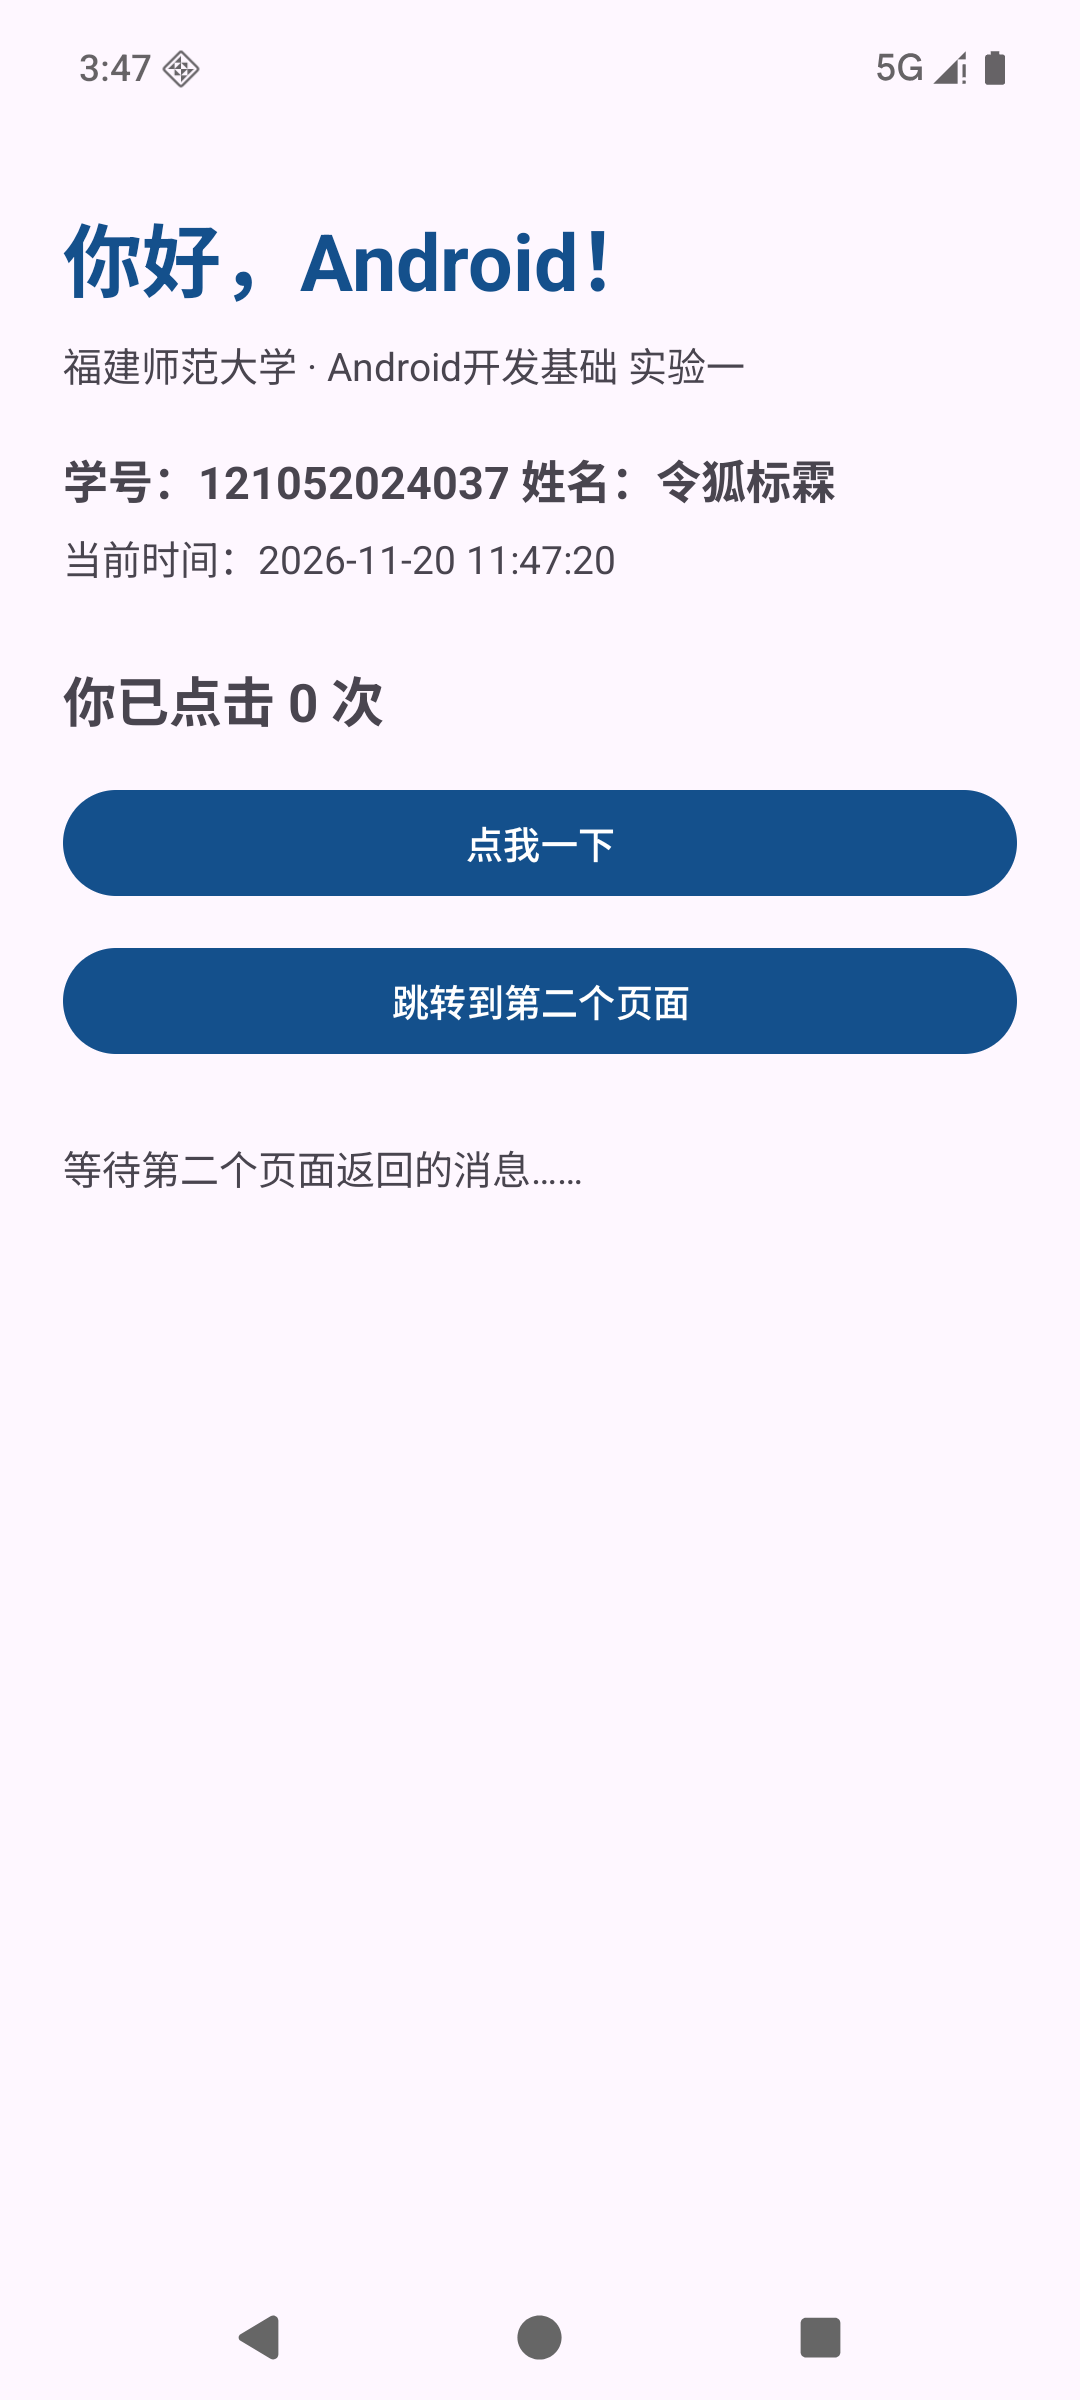 3:47
5G
你好，Android！
福建师范大学 · Android开发基础 实验一
学号：121052024037 姓名：令狐标霖
当前时间：2026-11-20 11:47:20
你已点击 0 次
点我一下
跳转到第二个页面
等待第二个页面返回的消息……